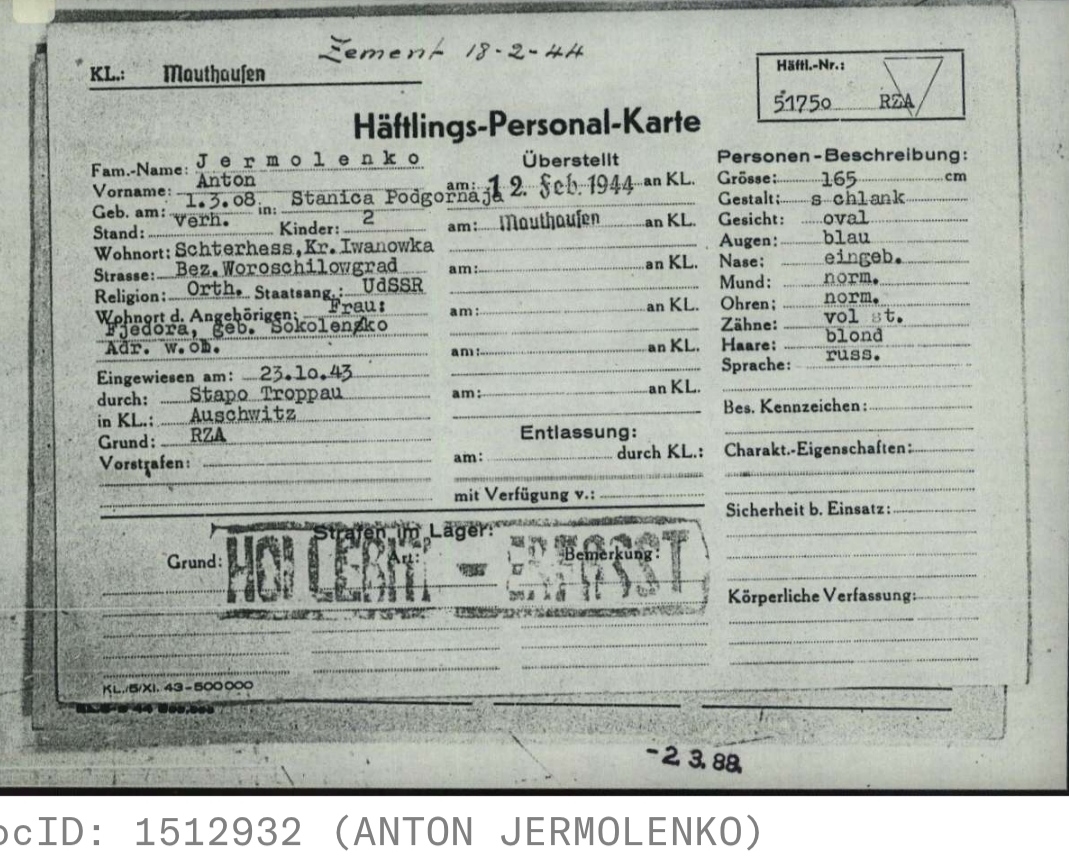 Zement 18-2-44
KL.: Mauthausen
Häftl.-Nr.:
51750 RZA
Häftlings-Personal-Karte
Fam.-Name: Jermolenko
Vorname: Anton
Geb. am: 1.3.08. in: Stanica Podgornaja
Stand: verh. Kinder: 2
Wohnort: Schterhess,Kr.Iwanowka
Strasse: Bez.Woroschilowgrad
Religion: Orth. Staatsang.: UdSSR
Wohnort d. Angehörigen: Frau:
Fjedora, geb. Sokolenko
Adr. w.ob.
Eingewiesen am: 23.10.43
durch: Stapo Troppau
in KL.: Auschwitz
Grund: RZA
Vorstrafen:
Überstellt
am: 12. Feb. 1944 an KL.
am: Mauthausen an KL.
am: an KL.
am: an KL.
am: an KL.
am: an KL.
Entlassung:
am: durch KL.:
mit Verfügung v.:
Personen-Beschreibung:
Grösse: 165 cm
Gestalt: schlank
Gesicht: oval
Augen: blau
Nase: eingeb.
Mund: norm.
Ohren: norm.
Zähne: vol st.
Haare: blond
Sprache: russ.
Bes. Kennzeichen:
Charakt.-Eigenschaften:
Sicherheit b. Einsatz:
Körperliche Verfassung:
Strafen im Lager:
Grund: Art: Bemerkung:
HOLLERITH - ERFASST
KL./5/XI. 43-500000
-2.3.88
ocID: 1512932 (ANTON JERMOLENKO)